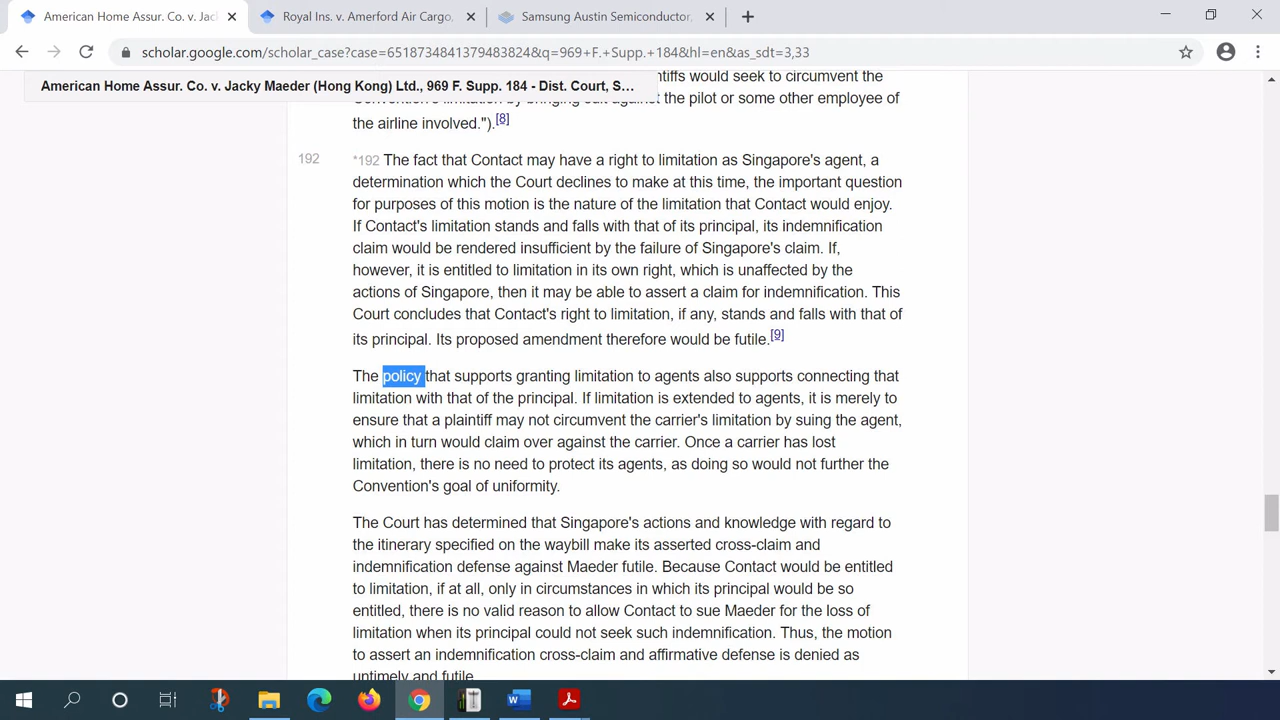 American Home Assur. Co. v. Jack
Royal Ins. v. Amerford Air Cargo,
Samsung Austin Semiconductor,
scholar.google.com/scholar_case?case=6518734841379483824&q=969+F.+Supp.+184&hl=en&as_sdt=3,33
American Home Assur. Co. v. Jacky Maeder (Hong Kong) Ltd., 969 F. Supp. 184 - Dist. Court, S...
ntiffs would seek to circumvent the
Convention's limitation by bringing suit against the pilot or some other employee of
the airline involved.").[8]
192
*192 The fact that Contact may have a right to limitation as Singapore's agent, a
determination which the Court declines to make at this time, the important question
for purposes of this motion is the nature of the limitation that Contact would enjoy.
If Contact's limitation stands and falls with that of its principal, its indemnification
claim would be rendered insufficient by the failure of Singapore's claim. If,
however, it is entitled to limitation in its own right, which is unaffected by the
actions of Singapore, then it may be able to assert a claim for indemnification. This
Court concludes that Contact's right to limitation, if any, stands and falls with that of
its principal. Its proposed amendment therefore would be futile.[9]
The policy that supports granting limitation to agents also supports connecting that
limitation with that of the principal. If limitation is extended to agents, it is merely to
ensure that a plaintiff may not circumvent the carrier's limitation by suing the agent,
which in turn would claim over against the carrier. Once a carrier has lost
limitation, there is no need to protect its agents, as doing so would not further the
Convention's goal of uniformity.
The Court has determined that Singapore's actions and knowledge with regard to
the itinerary specified on the waybill make its asserted cross-claim and
indemnification defense against Maeder futile. Because Contact would be entitled
to limitation, if at all, only in circumstances in which its principal would be so
entitled, there is no valid reason to allow Contact to sue Maeder for the loss of
limitation when its principal could not seek such indemnification. Thus, the motion
to assert an indemnification cross-claim and affirmative defense is denied as
untimely and futile.